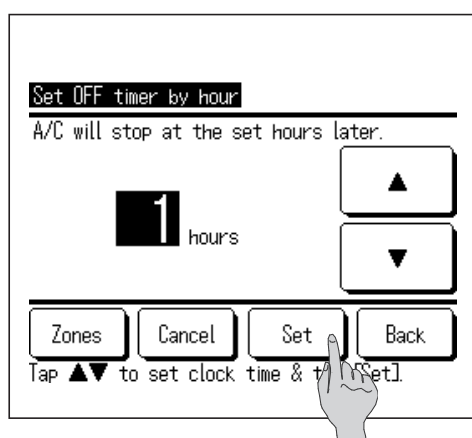 Set OFF timer by hour
A/C will stop at the set hours later.
▲
1 hours
▼
Zones Cancel Set Back
Tap ▲▼ to set clock time & [Set].